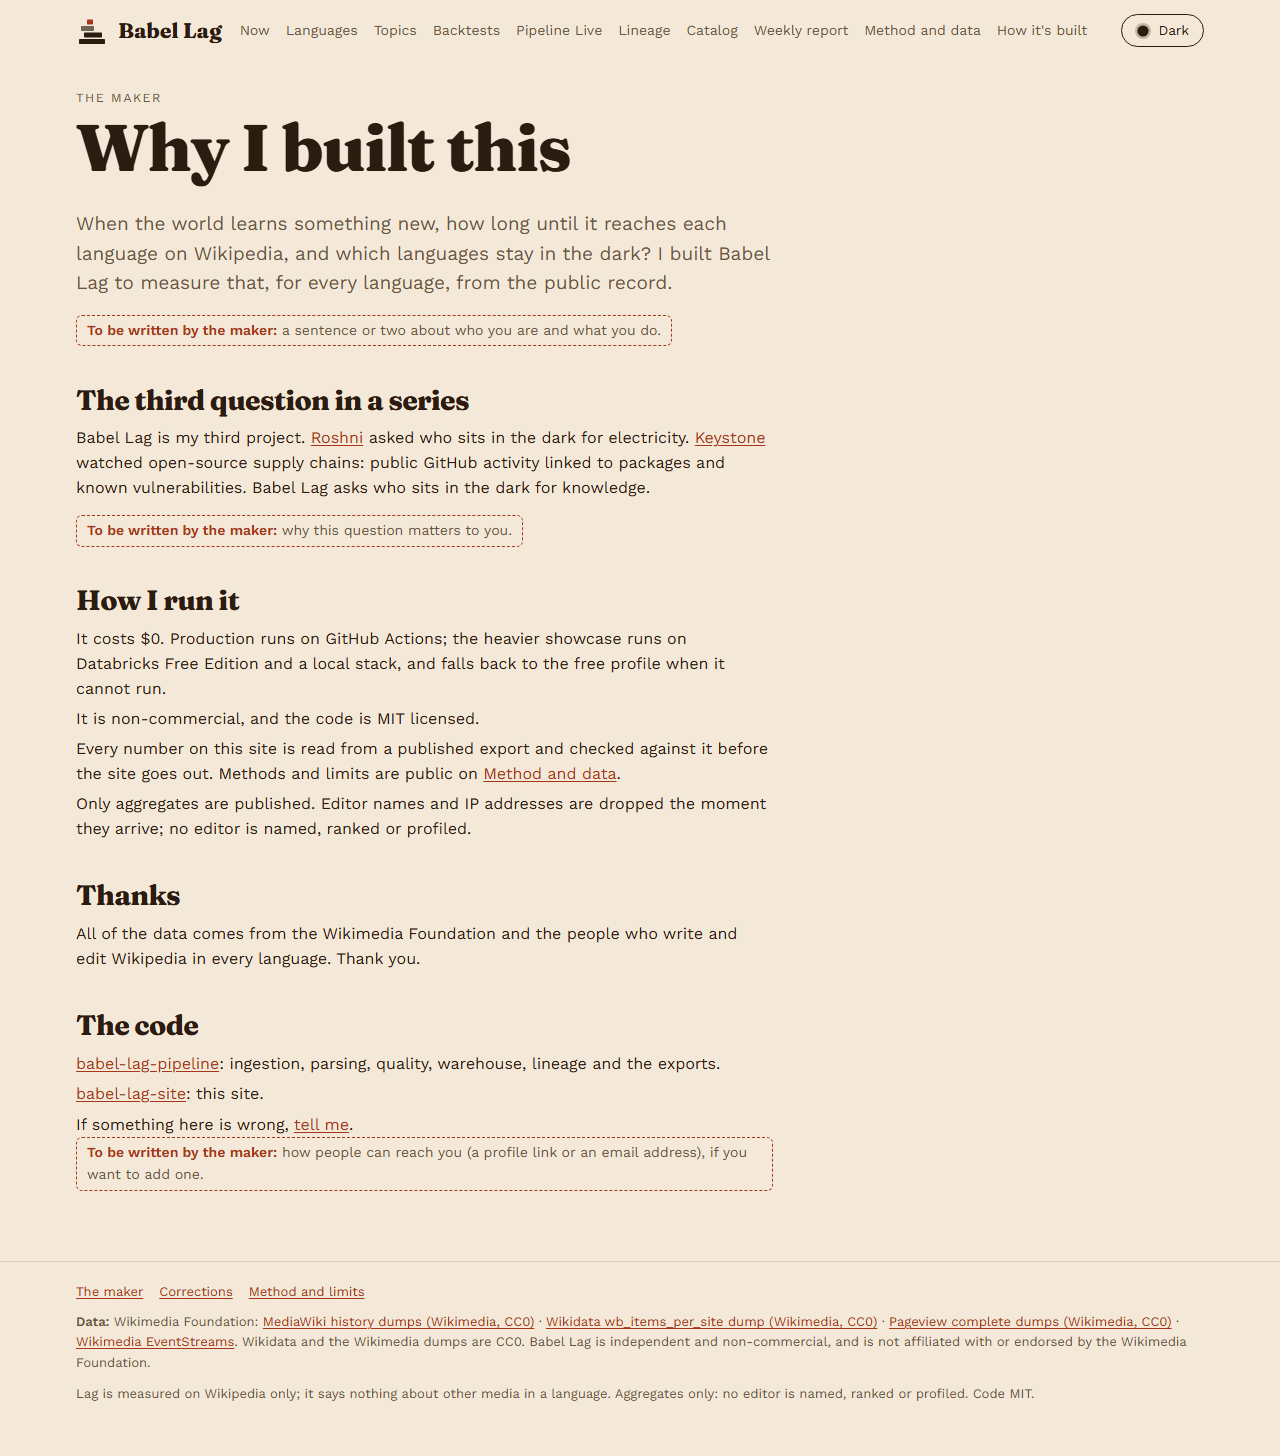 Babel Lag Now Languages Topics Backtests Pipeline Live Lineage Catalog Weekly report Method and data How it's built Dark
THE MAKER
Why I built this
When the world learns something new, how long until it reaches each
language on Wikipedia, and which languages stay in the dark? I built Babel
Lag to measure that, for every language, from the public record.
To be written by the maker: a sentence or two about who you are and what you do.
The third question in a series
Babel Lag is my third project. Roshni asked who sits in the dark for electricity. Keystone
watched open-source supply chains: public GitHub activity linked to packages and
known vulnerabilities. Babel Lag asks who sits in the dark for knowledge.
To be written by the maker: why this question matters to you.
How I run it
It costs $0. Production runs on GitHub Actions; the heavier showcase runs on
Databricks Free Edition and a local stack, and falls back to the free profile when it
cannot run.
It is non-commercial, and the code is MIT licensed.
Every number on this site is read from a published export and checked against it before
the site goes out. Methods and limits are public on Method and data.
Only aggregates are published. Editor names and IP addresses are dropped the moment
they arrive; no editor is named, ranked or profiled.
Thanks
All of the data comes from the Wikimedia Foundation and the people who write and
edit Wikipedia in every language. Thank you.
The code
babel-lag-pipeline: ingestion, parsing, quality, warehouse, lineage and the exports.
babel-lag-site: this site.
If something here is wrong, tell me.
To be written by the maker: how people can reach you (a profile link or an email address), if you
want to add one.
The maker Corrections Method and limits
Data: Wikimedia Foundation: MediaWiki history dumps (Wikimedia, CC0) · Wikidata wb_items_per_site dump (Wikimedia, CC0) · Pageview complete dumps (Wikimedia, CC0) ·
Wikimedia EventStreams. Wikidata and the Wikimedia dumps are CC0. Babel Lag is independent and non-commercial, and is not affiliated with or endorsed by the Wikimedia
Foundation.
Lag is measured on Wikipedia only; it says nothing about other media in a language. Aggregates only: no editor is named, ranked or profiled. Code MIT.